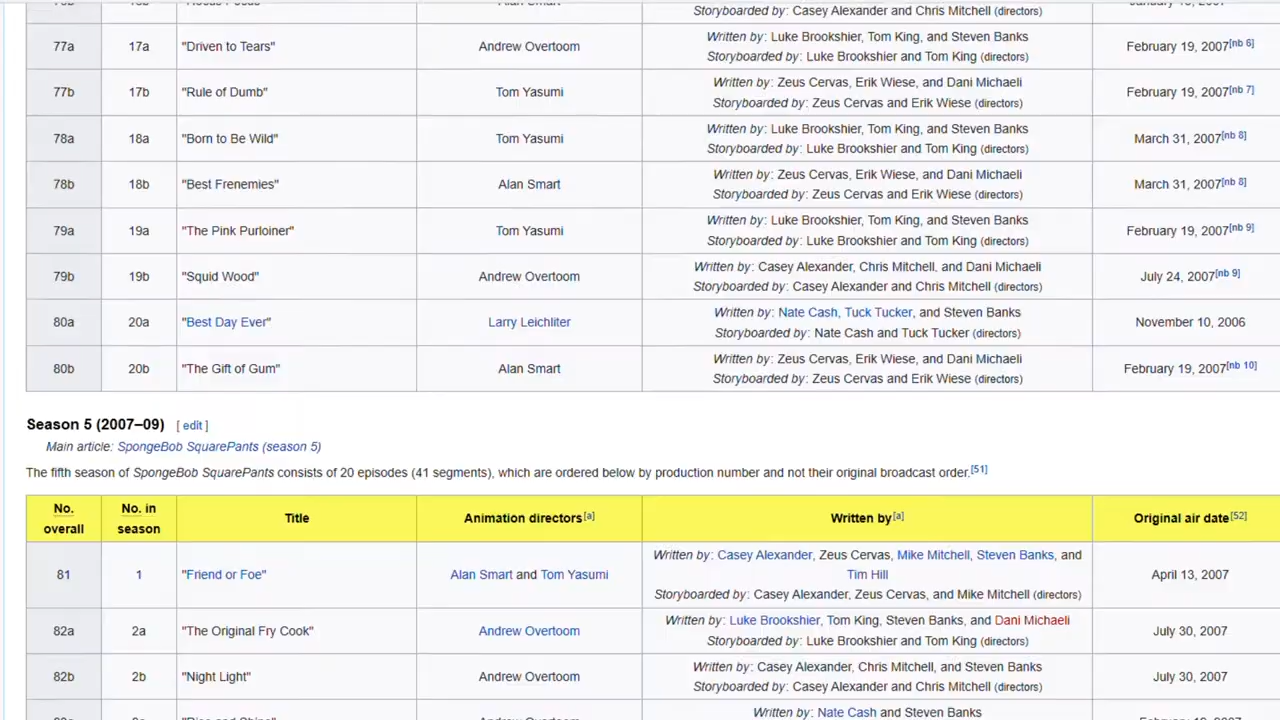 Storyboarded by: Casey Alexander and Chris Mitchell (directors)
77a 17a "Driven to Tears" Andrew Overtoom Written by: Luke Brookshier, Tom King, and Steven Banks February 19, 2007[nb 6]
Storyboarded by: Luke Brookshier and Tom King (directors)
77b 17b "Rule of Dumb" Tom Yasumi Written by: Zeus Cervas, Erik Wiese, and Dani Michaeli February 19, 2007[nb 7]
Storyboarded by: Zeus Cervas and Erik Wiese (directors)
78a 18a "Born to Be Wild" Tom Yasumi Written by: Luke Brookshier, Tom King, and Steven Banks March 31, 2007[nb 8]
Storyboarded by: Luke Brookshier and Tom King (directors)
78b 18b "Best Frenemies" Alan Smart Written by: Zeus Cervas, Erik Wiese, and Dani Michaeli March 31, 2007[nb 8]
Storyboarded by: Zeus Cervas and Erik Wiese (directors)
79a 19a "The Pink Purloiner" Tom Yasumi Written by: Luke Brookshier, Tom King, and Steven Banks February 19, 2007[nb 9]
Storyboarded by: Luke Brookshier and Tom King (directors)
79b 19b "Squid Wood" Andrew Overtoom Written by: Casey Alexander, Chris Mitchell, and Dani Michaeli July 24, 2007[nb 9]
Storyboarded by: Casey Alexander and Chris Mitchell (directors)
80a 20a "Best Day Ever" Larry Leichliter Written by: Nate Cash, Tuck Tucker, and Steven Banks November 10, 2006
Storyboarded by: Nate Cash and Tuck Tucker (directors)
80b 20b "The Gift of Gum" Alan Smart Written by: Zeus Cervas, Erik Wiese, and Dani Michaeli February 19, 2007[nb 10]
Storyboarded by: Zeus Cervas and Erik Wiese (directors)
Season 5 (2007–09) [ edit ]
Main article: SpongeBob SquarePants (season 5)
The fifth season of SpongeBob SquarePants consists of 20 episodes (41 segments), which are ordered below by production number and not their original broadcast order.[51]
No. overall No. in season Title Animation directors[a] Written by[a] Original air date[52]
81 1 "Friend or Foe" Alan Smart and Tom Yasumi Written by: Casey Alexander, Zeus Cervas, Mike Mitchell, Steven Banks, and Tim Hill April 13, 2007
Storyboarded by: Casey Alexander, Zeus Cervas, and Mike Mitchell (directors)
82a 2a "The Original Fry Cook" Andrew Overtoom Written by: Luke Brookshier, Tom King, Steven Banks, and Dani Michaeli July 30, 2007
Storyboarded by: Luke Brookshier and Tom King (directors)
82b 2b "Night Light" Andrew Overtoom Written by: Casey Alexander, Chris Mitchell, and Steven Banks July 30, 2007
Storyboarded by: Casey Alexander and Chris Mitchell (directors)
Written by: Nate Cash and Steven Banks